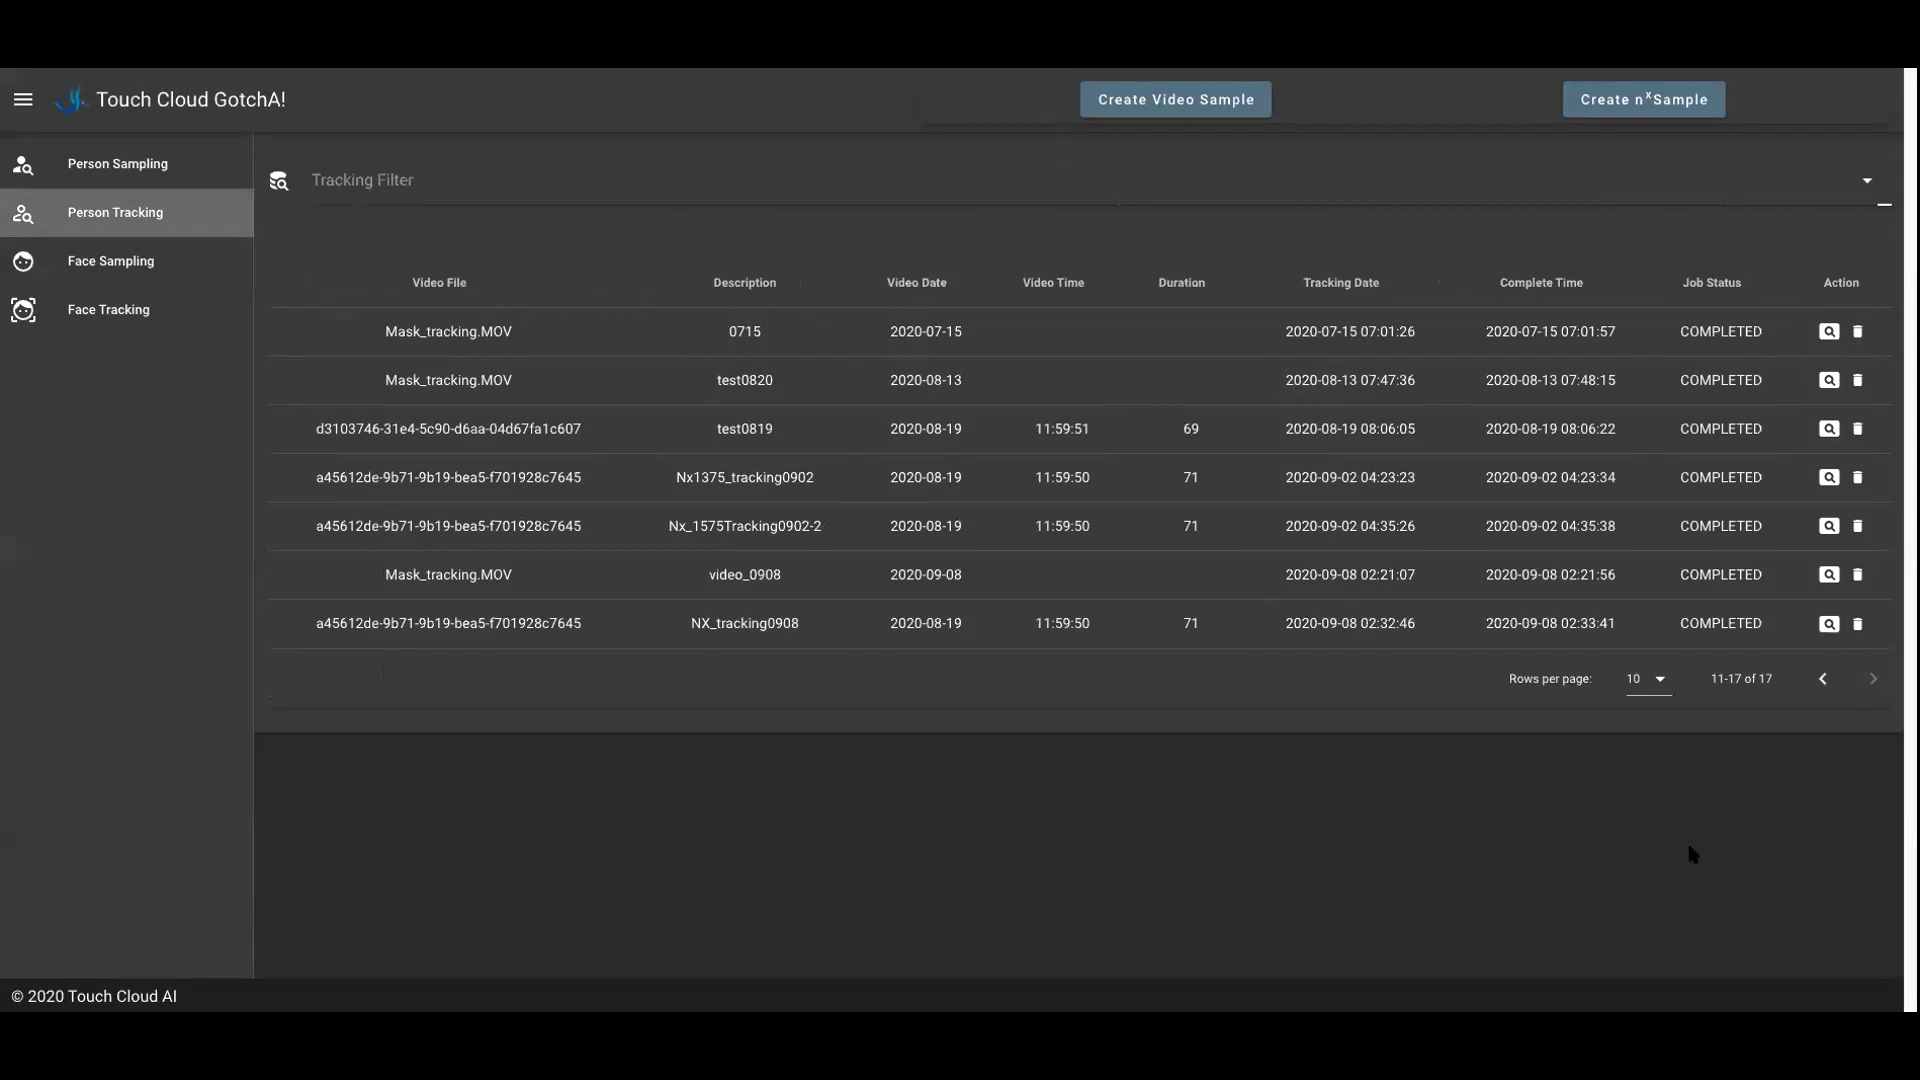 Touch Cloud GotchA!
Create Video Sample
Create nxSample
Person Sampling
Person Tracking
Face Sampling
Face Tracking
Tracking Filter
Video File Description Video Date Video Time Duration Tracking Date Complete Time Job Status Action
Mask_tracking.MOV 0715 2020-07-15 2020-07-15 07:01:26 2020-07-15 07:01:57 COMPLETED
Mask_tracking.MOV test0820 2020-08-13 2020-08-13 07:47:36 2020-08-13 07:48:15 COMPLETED
d3103746-31e4-5c90-d6aa-04d67fa1c607 test0819 2020-08-19 11:59:51 69 2020-08-19 08:06:05 2020-08-19 08:06:22 COMPLETED
a45612de-9b71-9b19-bea5-f701928c7645 Nx1375_tracking0902 2020-08-19 11:59:50 71 2020-09-02 04:23:23 2020-09-02 04:23:34 COMPLETED
a45612de-9b71-9b19-bea5-f701928c7645 Nx_1575Tracking0902-2 2020-08-19 11:59:50 71 2020-09-02 04:35:26 2020-09-02 04:35:38 COMPLETED
Mask_tracking.MOV video_0908 2020-09-08 2020-09-08 02:21:07 2020-09-08 02:21:56 COMPLETED
a45612de-9b71-9b19-bea5-f701928c7645 NX_tracking0908 2020-08-19 11:59:50 71 2020-09-08 02:32:46 2020-09-08 02:33:41 COMPLETED
Rows per page: 10 11-17 of 17
© 2020 Touch Cloud AI